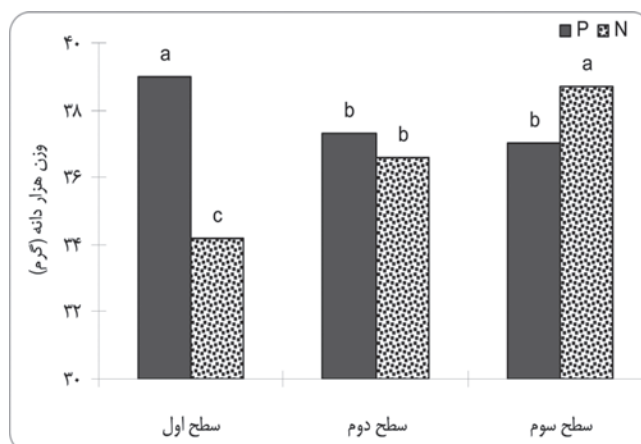 P N
۴۰
۳۸
۳۶
۳۴
۳۲
۳۰
وزن هزار دانه (گرم)
a
c
b
b
b
a
سطح اول
سطح دوم
سطح سوم